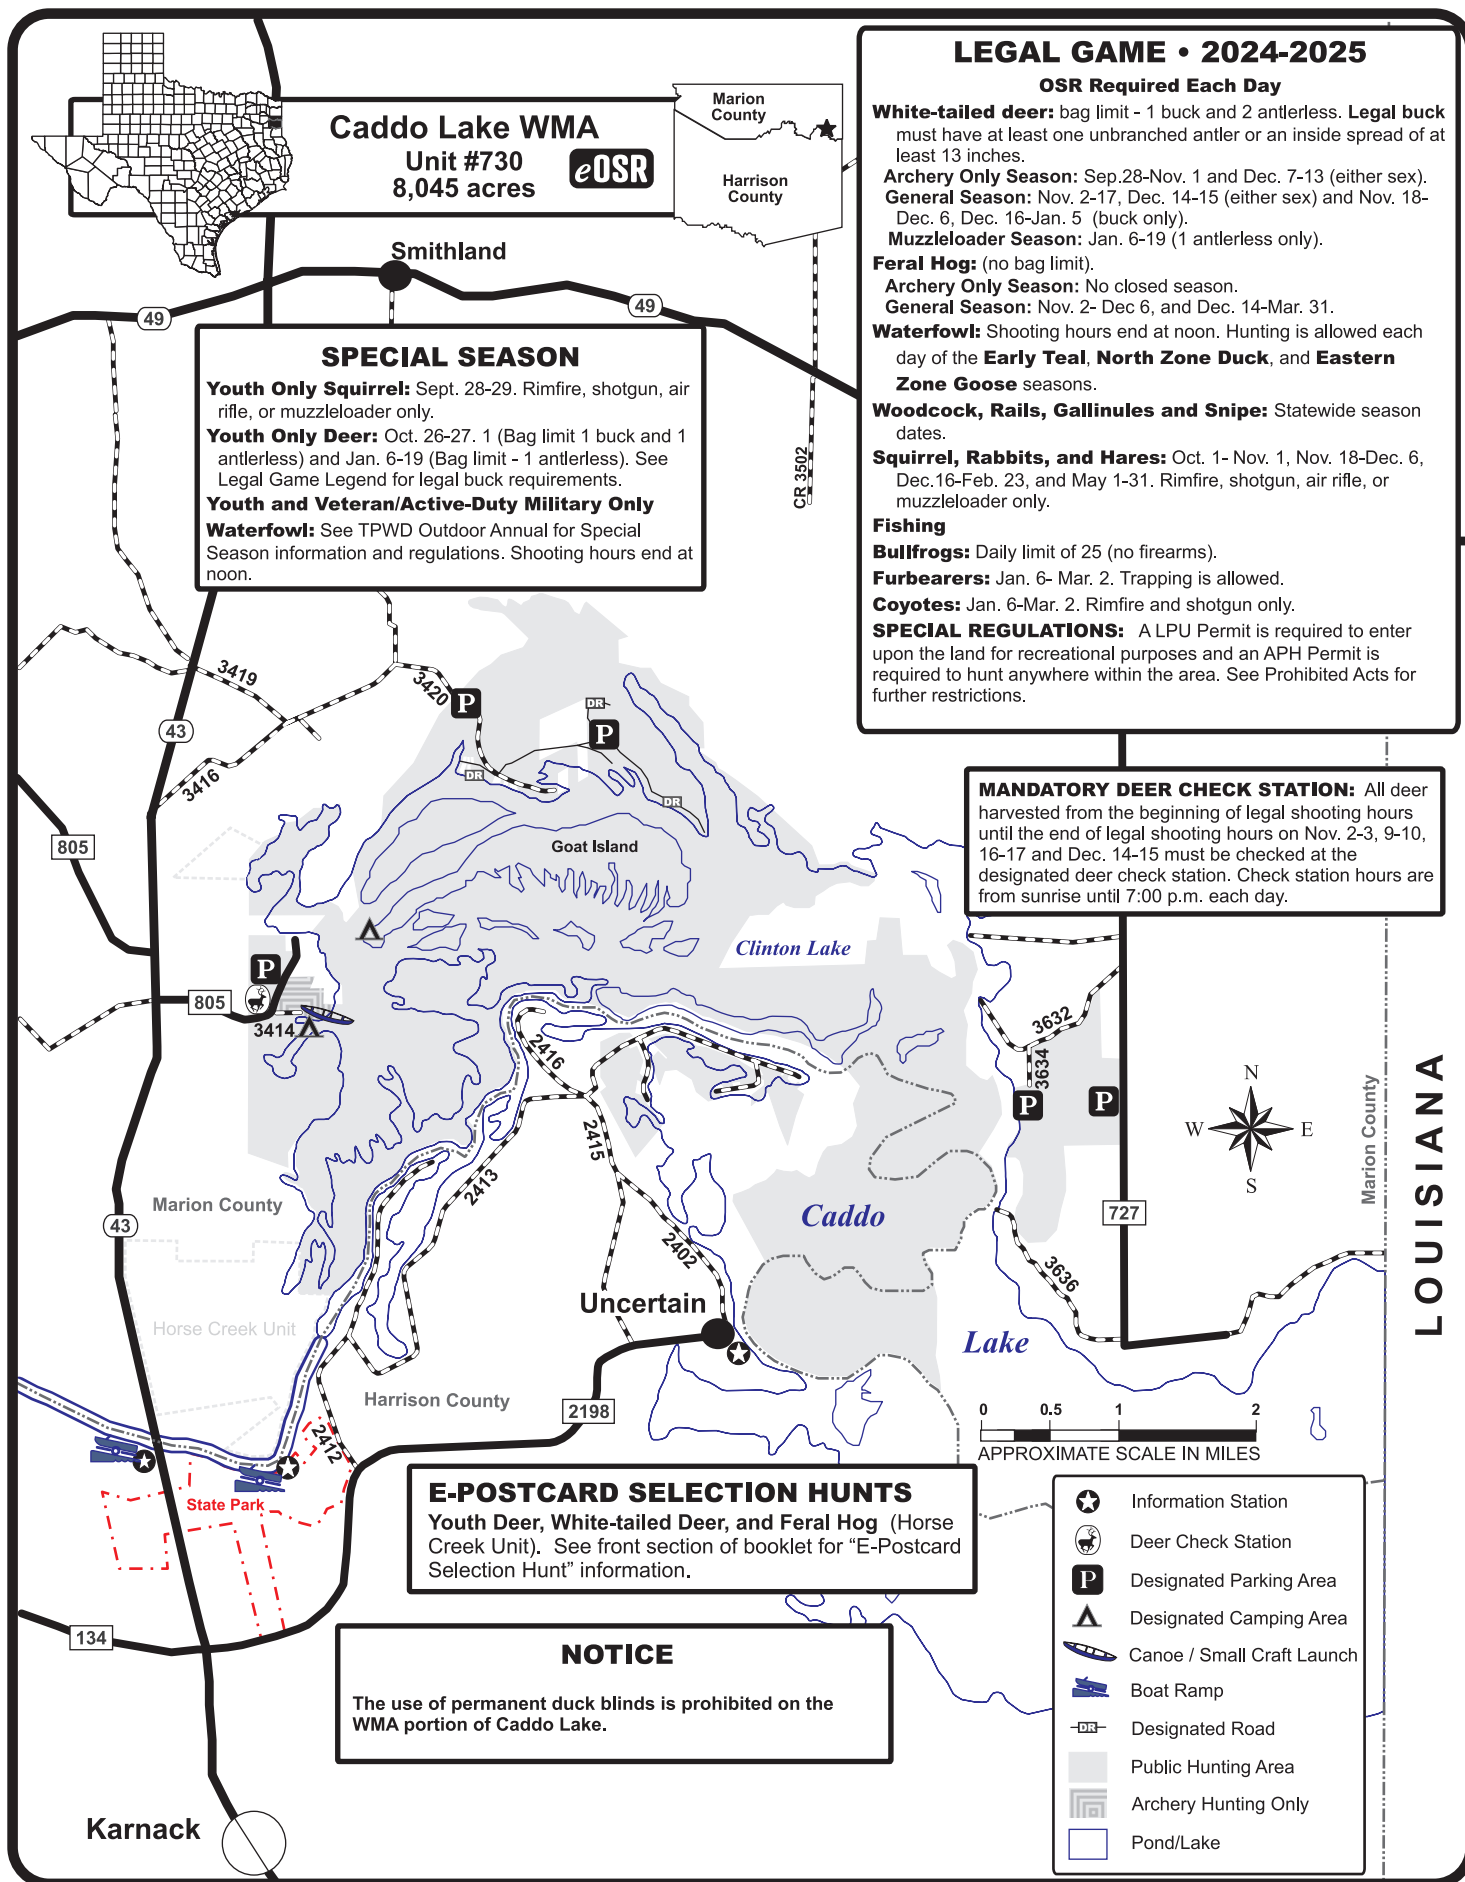 LEGAL GAME • 2024-2025
OSR Required Each Day
White-tailed deer: bag limit - 1 buck and 2 antlerless. Legal buck
must have at least one unbranched antler or an inside spread of at
least 13 inches.
Archery Only Season: Sep.28-Nov. 1 and Dec. 7-13 (either sex).
General Season: Nov. 2-17, Dec. 14-15 (either sex) and Nov. 18-
Dec. 6, Dec. 16-Jan. 5 (buck only).
Muzzleloader Season: Jan. 6-19 (1 antlerless only).
Feral Hog: (no bag limit).
Archery Only Season: No closed season.
General Season: Nov. 2- Dec 6, and Dec. 14-Mar. 31.
Waterfowl: Shooting hours end at noon. Hunting is allowed each
day of the Early Teal, North Zone Duck, and Eastern
Zone Goose seasons.
Woodcock, Rails, Gallinules and Snipe: Statewide season
dates.
Squirrel, Rabbits, and Hares: Oct. 1- Nov. 1, Nov. 18-Dec. 6,
Dec.16-Feb. 23, and May 1-31. Rimfire, shotgun, air rifle, or
muzzleloader only.
Fishing
Bullfrogs: Daily limit of 25 (no firearms).
Furbearers: Jan. 6- Mar. 2. Trapping is allowed.
Coyotes: Jan. 6-Mar. 2. Rimfire and shotgun only.
SPECIAL REGULATIONS: A LPU Permit is required to enter
upon the land for recreational purposes and an APH Permit is
required to hunt anywhere within the area. See Prohibited Acts for
further restrictions.
Caddo Lake WMA
Unit #730
8,045 acres
eOSR
Marion
County
Harrison
County
Smithland
49
49
CR 3502
SPECIAL SEASON
Youth Only Squirrel: Sept. 28-29. Rimfire, shotgun, air
rifle, or muzzleloader only.
Youth Only Deer: Oct. 26-27. 1 (Bag limit 1 buck and 1
antlerless) and Jan. 6-19 (Bag limit - 1 antlerless). See
Legal Game Legend for legal buck requirements.
Youth and Veteran/Active-Duty Military Only
Waterfowl: See TPWD Outdoor Annual for Special
Season information and regulations. Shooting hours end at
noon.
3419
3420
P
DR
P
43
3416
DR
DR
805
Goat Island
MANDATORY DEER CHECK STATION: All deer
harvested from the beginning of legal shooting hours
until the end of legal shooting hours on Nov. 2-3, 9-10,
16-17 and Dec. 14-15 must be checked at the
designated deer check station. Check station hours are
from sunrise until 7:00 p.m. each day.
Clinton Lake
P
805
3414
2416
3632
3634
P
P
2415
2413
N
W
E
S
Marion County
LOUISIANA
Marion County
43
Caddo
727
2402
3636
Uncertain
Horse Creek Unit
Lake
Harrison County
2198
2412
0 0.5 1 2
APPROXIMATE SCALE IN MILES
State Park
E-POSTCARD SELECTION HUNTS
Youth Deer, White-tailed Deer, and Feral Hog (Horse
Creek Unit). See front section of booklet for “E-Postcard
Selection Hunt” information.
134
NOTICE
The use of permanent duck blinds is prohibited on the
WMA portion of Caddo Lake.
Karnack
Information Station
Deer Check Station
P Designated Parking Area
Designated Camping Area
Canoe / Small Craft Launch
Boat Ramp
DR Designated Road
Public Hunting Area
Archery Hunting Only
Pond/Lake